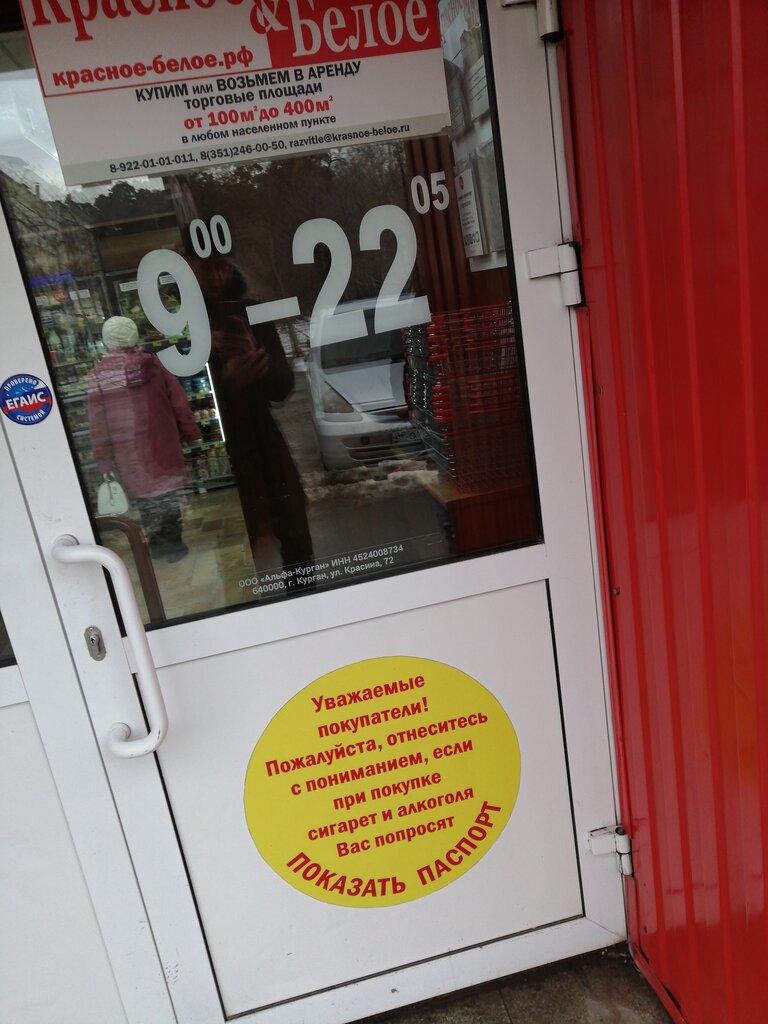 Красное
&Белое
красное-белое.рф
КУПИМ или ВОЗЬМЕМ В АРЕНДУ
торговые площади
от 100м² до 400м²
в любом населенном пункте
8-922-01-01-011, 8(351)246-00-50, razvitie@krasnoe-beloe.ru
9 00 – 22 05
ПРОВЕРЕНО
ЕГАИС
СИСТЕМОЙ
ООО «Альфа-Курган» ИНН 4524008734
640000, г. Курган, ул. Красина, 72
Уважаемые
покупатели!
Пожалуйста, отнеситесь
с пониманием, если
при покупке
сигарет и алкоголя
Вас попросят
ПОКАЗАТЬ ПАСПОРТ